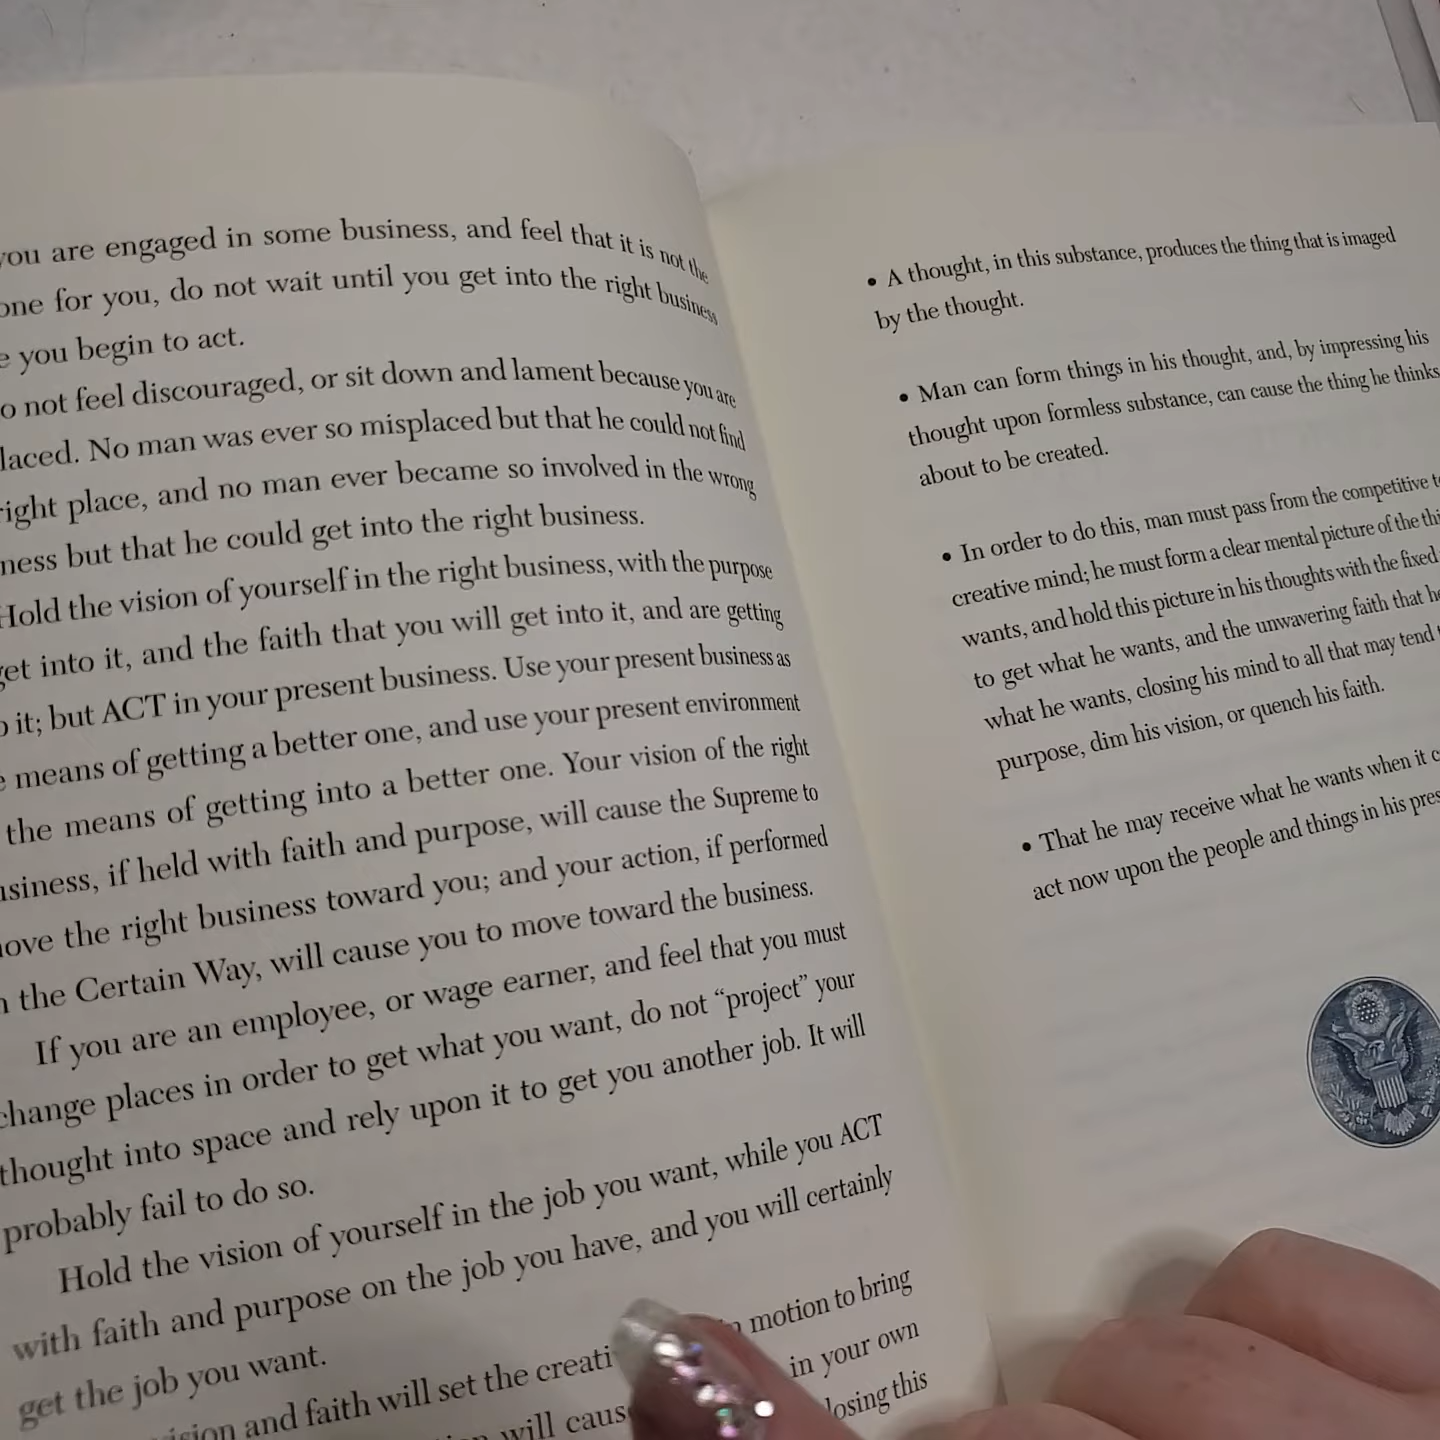 you are engaged in some business, and feel that it is not the
one for you, do not wait until you get into the right business
you begin to act.
not feel discouraged, or sit down and lament because you are
No man was ever so misplaced but that he could not find
right place, and no man ever became so involved in the wrong
but that he could get into the right business.
Hold the vision of yourself in the right business, with the purpose
get into it, and the faith that you will get into it, and are getting
it; but ACT in your present business. Use your present business as
means of getting a better one, and use your present environment
the means of getting into a better one. Your vision of the right
if held with faith and purpose, will cause the Supreme to
the right business toward you; and your action, if performed
the Certain Way, will cause you to move toward the business.
If you are an employee, or wage earner, and feel that you must
change places in order to get what you want, do not “project” your
thought into space and rely upon it to get you another job. It will
probably fail to do so.
Hold the vision of yourself in the job you want, while you ACT
with faith and purpose on the job you have, and you will certainly
get the job you want.
and faith will set the motion to bring
will in your own
this
• A thought, in this substance, produces the thing that is imaged
by the thought.
• Man can form things in his thought, and, by impressing his
thought upon formless substance, can cause the thing he thinks
about to be created.
• In order to do this, man must pass from the competitive
creative mind; he must form a clear mental picture of the
wants, and hold this picture in his thoughts with the fixed
to get what he wants, and the unwavering faith that
what he wants, closing his mind to all that may tend
purpose, dim his vision, or quench his faith.
• That he may receive what he wants when it
act now upon the people and things in his